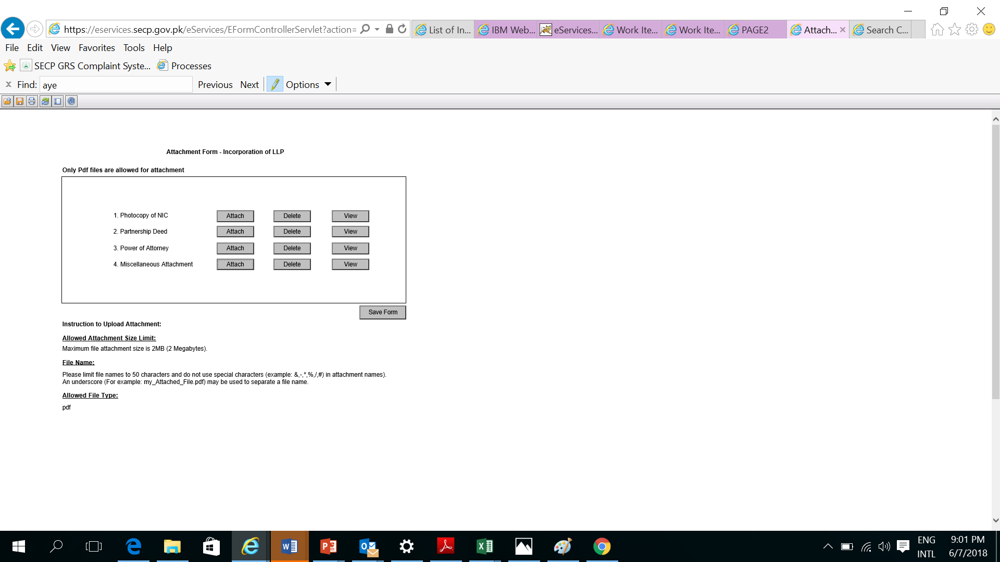 https://eservices.secp.gov.pk/eServices/EFormControllerServlet?action=
List of In...
IBM Web...
eServices...
Work Ite...
Work Ite...
PAGE2
Attach...
Search C...
File Edit View Favorites Tools Help
SECP GRS Complaint Syste... Processes
Find: aye Previous Next Options
Attachment Form - Incorporation of LLP
Only Pdf files are allowed for attachment
1. Photocopy of NIC Attach Delete View
2. Partnership Deed Attach Delete View
3. Power of Attorney Attach Delete View
4. Miscellaneous Attachment Attach Delete View
Save Form
Instruction to Upload Attachment:
Allowed Attachment Size Limit:
Maximum file attachment size is 2MB (2 Megabytes).
File Name:
Please limit file names to 50 characters and do not use special characters (example: &,-,*,%,/,#) in attachment names).
An underscore (For example: my_Attached_File.pdf) may be used to separate a file name.
Allowed File Type:
pdf
ENG 9:01 PM
INTL 6/7/2018